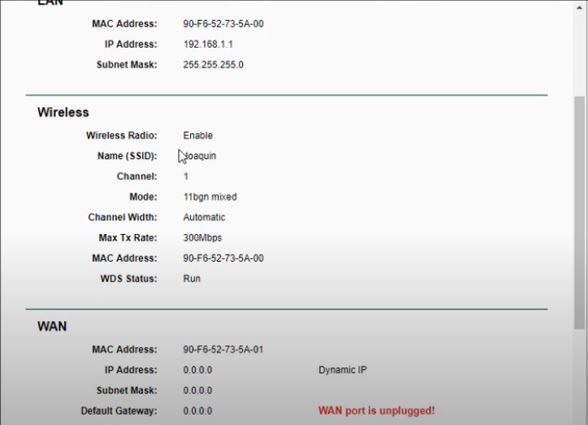 LAN
MAC Address: 90-F6-52-73-5A-00
IP Address: 192.168.1.1
Subnet Mask: 255.255.255.0
Wireless
Wireless Radio: Enable
Name (SSID): Joaquin
Channel: 1
Mode: 11bgn mixed
Channel Width: Automatic
Max Tx Rate: 300Mbps
MAC Address: 90-F6-52-73-5A-00
WDS Status: Run
WAN
MAC Address: 90-F6-52-73-5A-01
IP Address: 0.0.0.0 Dynamic IP
Subnet Mask: 0.0.0.0
Default Gateway: 0.0.0.0 WAN port is unplugged!